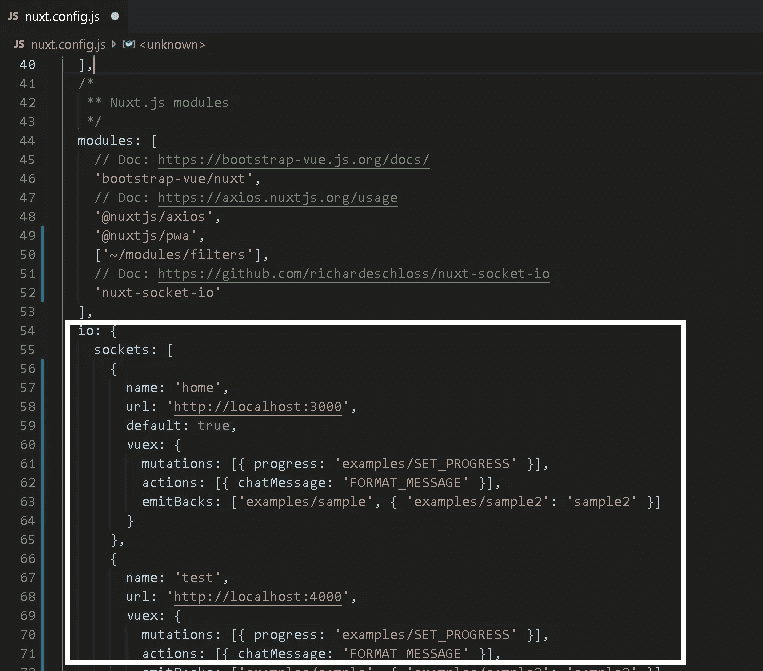 JS nuxt.config.js
JS nuxt.config.js <unknown>
40 ],
41 /*
42 ** Nuxt.js modules
43 */
44 modules: [
45 // Doc: https://bootstrap-vue.js.org/docs/
46 'bootstrap-vue/nuxt',
47 // Doc: https://axios.nuxtjs.org/usage
48 '@nuxtjs/axios',
49 '@nuxtjs/pwa',
50 ['~/modules/filters'],
51 // Doc: https://github.com/richardeschloss/nuxt-socket-io
52 'nuxt-socket-io'
53 ],
54 io: {
55 sockets: [
56 {
57 name: 'home',
58 url: 'http://localhost:3000',
59 default: true,
60 vuex: {
61 mutations: [{ progress: 'examples/SET_PROGRESS' }],
62 actions: [{ chatMessage: 'FORMAT_MESSAGE' }],
63 emitBacks: ['examples/sample', { 'examples/sample2': 'sample2' }]
64 }
65 },
66 {
67 name: 'test',
68 url: 'http://localhost:4000',
69 vuex: {
70 mutations: [{ progress: 'examples/SET_PROGRESS' }],
71 actions: [{ chatMessage: 'FORMAT_MESSAGE' }],